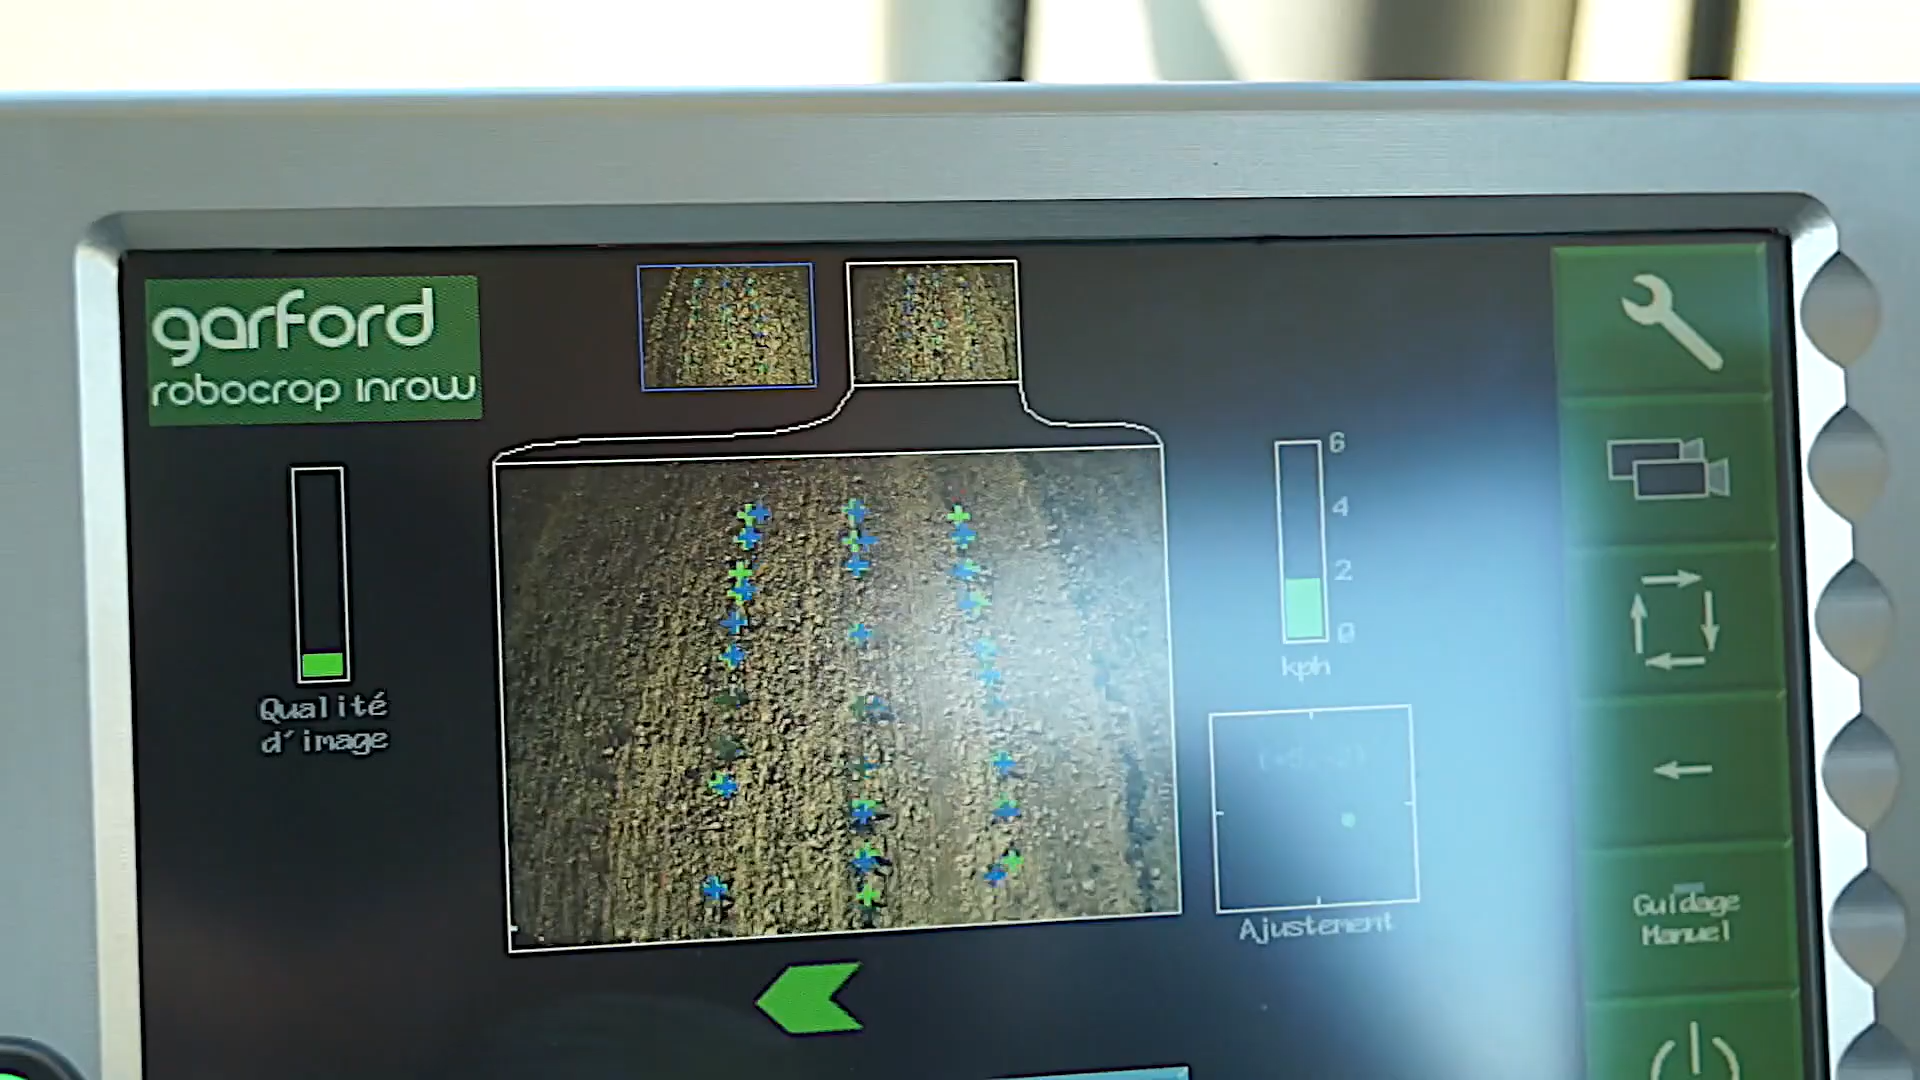 garford
robocrop inrow
Qualité
d'image
6
4
2
0
kph
Ajustement
Guidage
Manuel